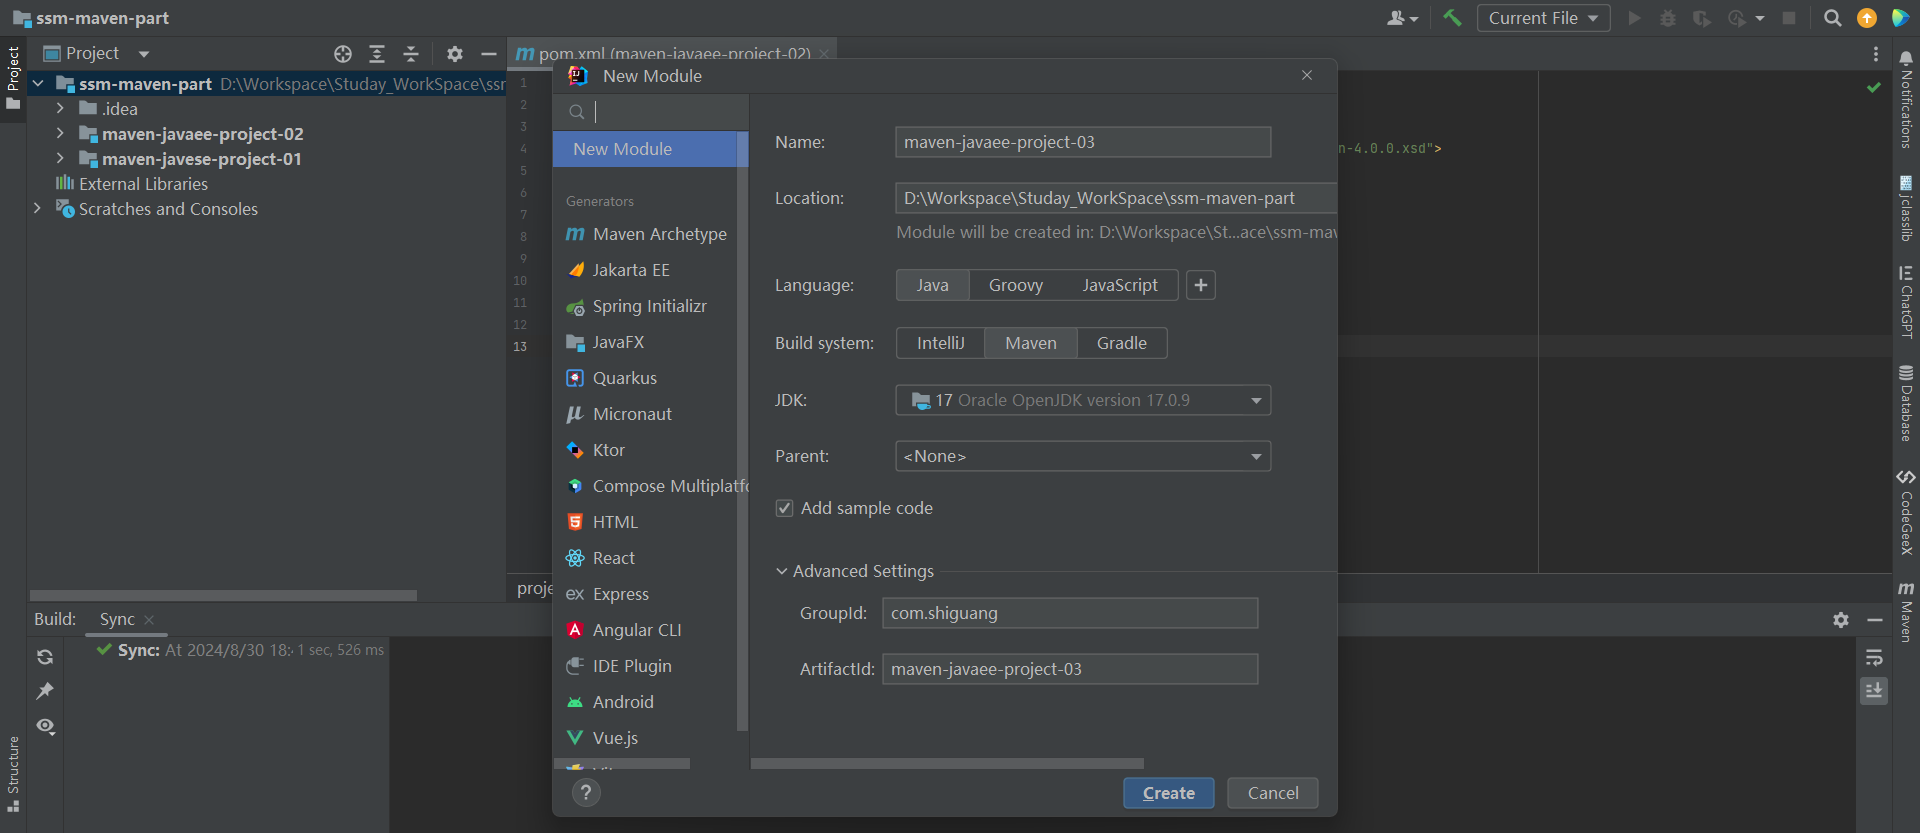 ssm-maven-part
Current File
Project
pom.xml (maven-javaee-project-02)
ssm-maven-part D:\Workspace\Studay_WorkSpace\ssr
.idea
maven-javaee-project-02
maven-javese-project-01
External Libraries
Scratches and Consoles
Project
Structure
1
2
3
4
5
6
7
8
9
10
11
12
13
n-4.0.0.xsd">
proje
New Module
New Module
Generators
Maven Archetype
Jakarta EE
Spring Initializr
JavaFX
Quarkus
Micronaut
Ktor
Compose Multiplatfo
HTML
React
Express
Angular CLI
IDE Plugin
Android
Vue.js
Name: maven-javaee-project-03
Location: D:\Workspace\Studay_WorkSpace\ssm-maven-part
Module will be created in: D:\Workspace\St...ace\ssm-mav
Language: Java Groovy JavaScript +
Build system: IntelliJ Maven Gradle
JDK: 17 Oracle OpenJDK version 17.0.9
Parent: <None>
Add sample code
Advanced Settings
GroupId: com.shiguang
ArtifactId: maven-javaee-project-03
? Create Cancel
Build: Sync
Sync: At 2024/8/30 18: 1 sec, 526 ms
Notifications
jclasslib
ChatGPT
Database
CodeGeeX
Maven